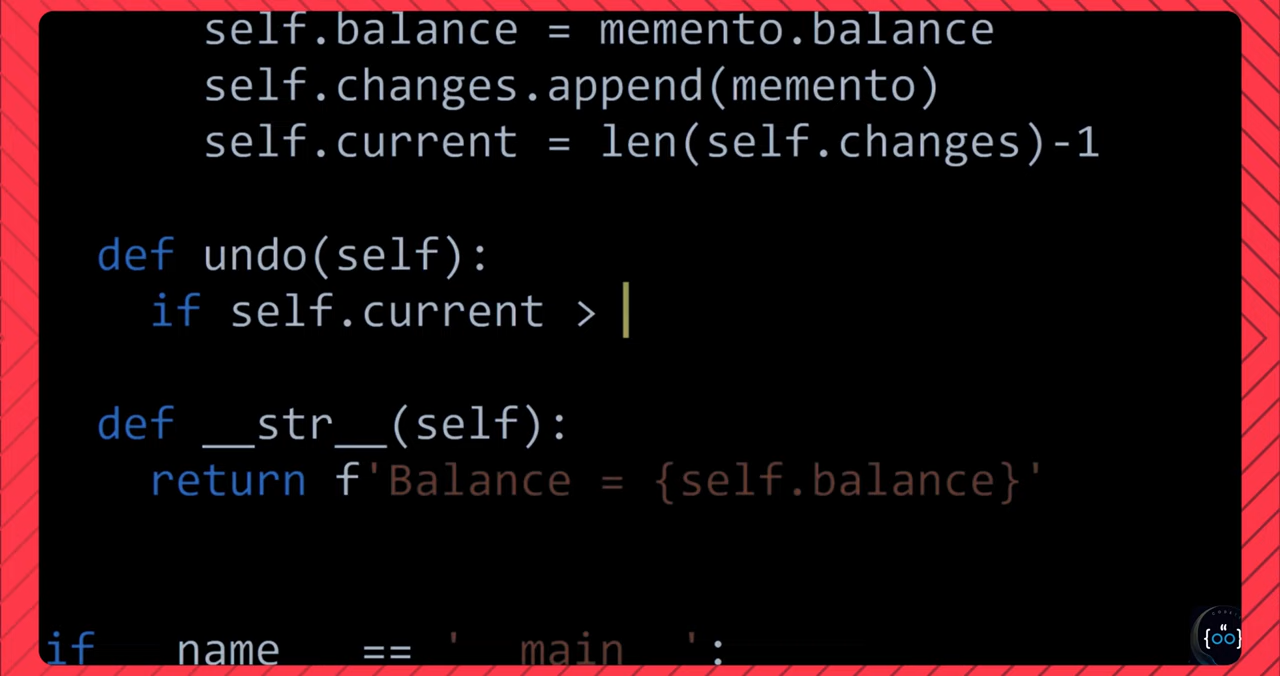 self.balance = memento.balance
self.changes.append(memento)
self.current = len(self.changes)-1
def undo(self):
if self.current >
def __str__(self):
return f'Balance = {self.balance}'
if __name__ == '__main__':